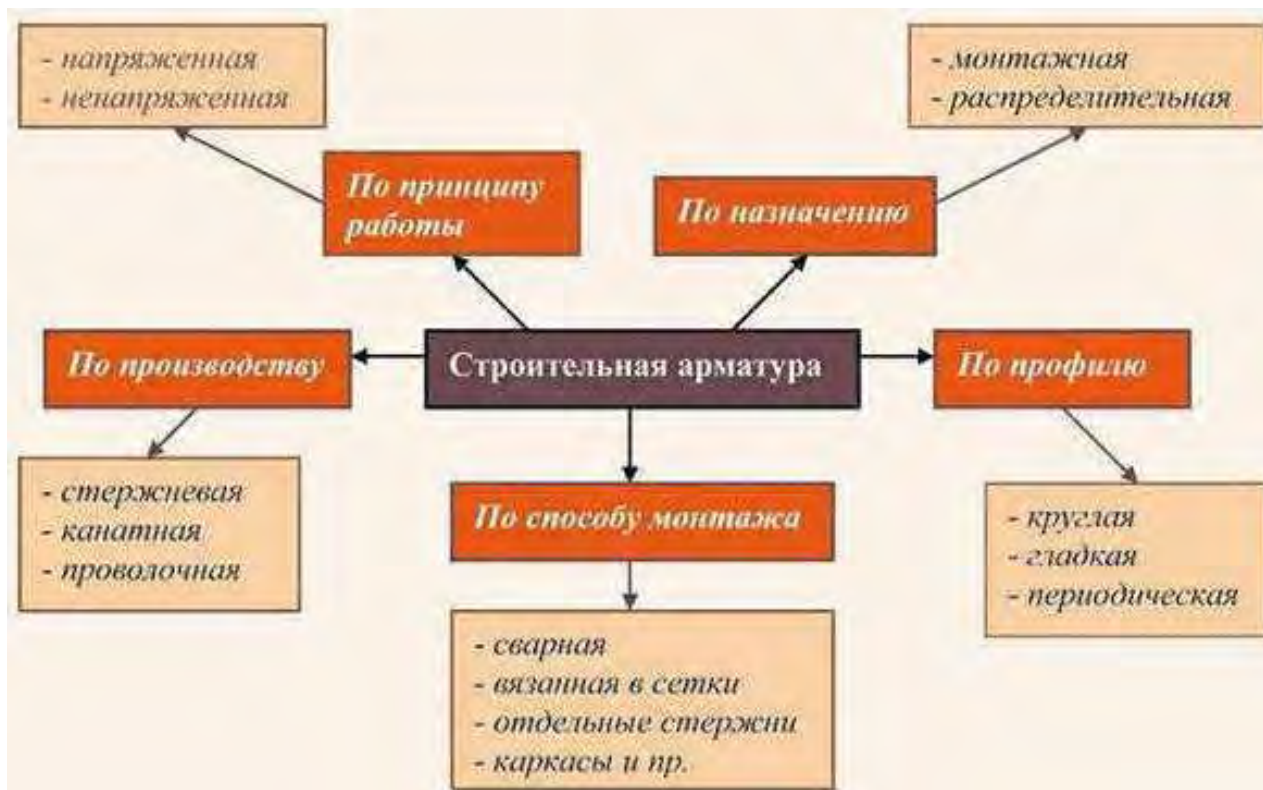 - напряженная
- ненапряженная
- монтажная
- распределительная
По принципу
работы
По назначению
По производству
Строительная арматура
По профилю
- стержневая
- канатная
- проволочная
По способу монтажа
- круглая
- гладкая
- периодическая
- сварная
- вязанная в сетки
- отдельные стержни
- каркасы и пр.